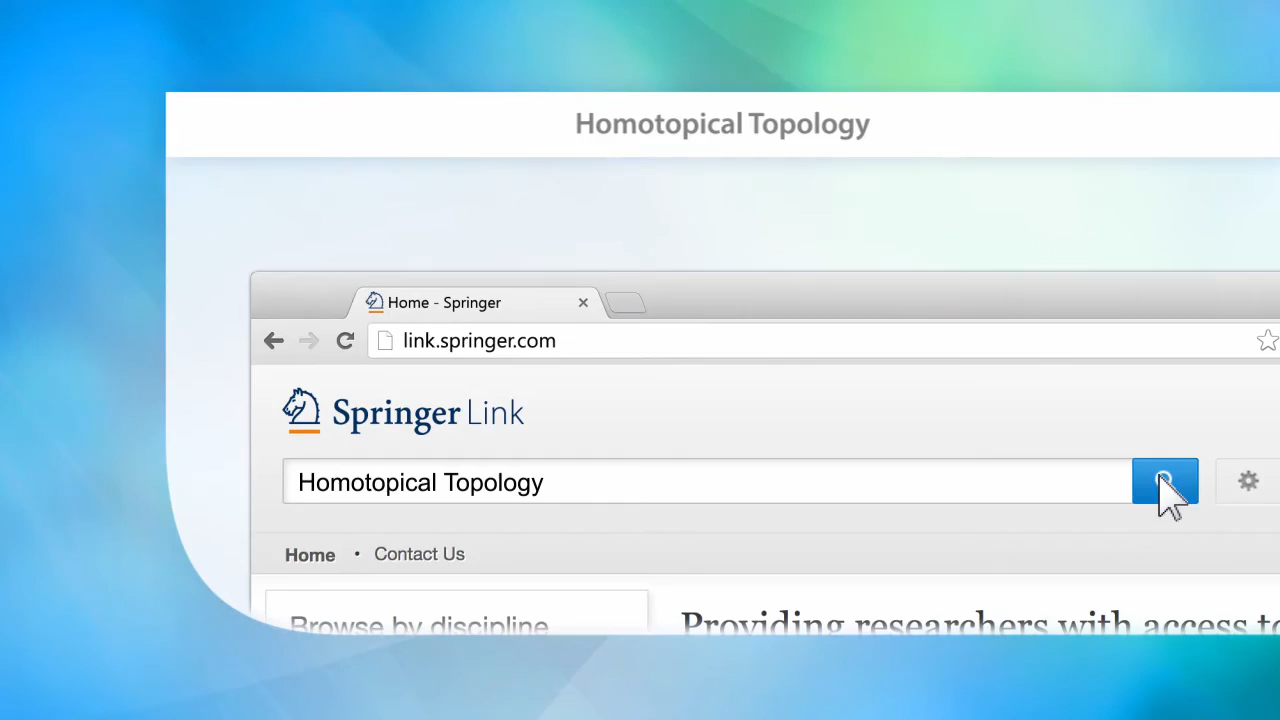 Homotopical Topology
Home - Springer
link.springer.com
Springer Link
Homotopical Topology
Home • Contact Us
Browse by discipline
Providing researchers with access to